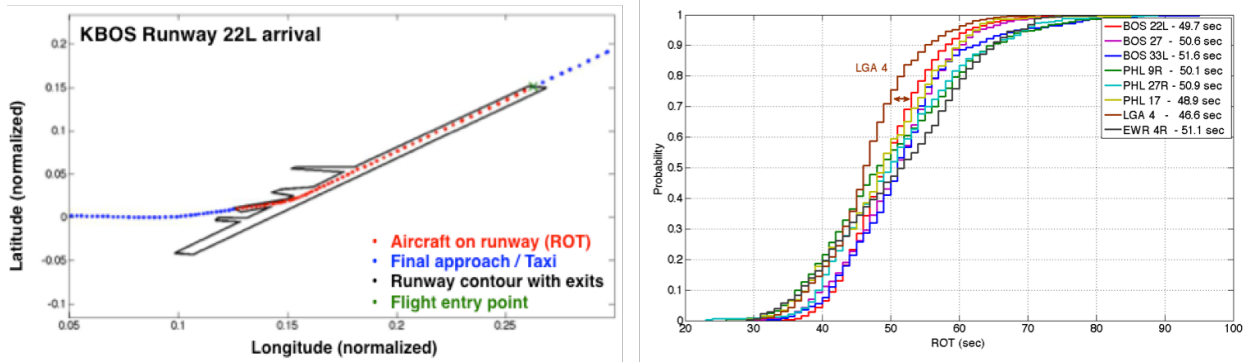 KBOS Runway 22L arrival
0.2
0.15
0.1
0.05
0
-0.05
-0.1
0.05
0.1
0.15
0.2
0.25
Latitude (normalized)
Longitude (normalized)
Aircraft on runway (ROT)
Final approach / Taxi
Runway contour with exits
Flight entry point
1
0.9
0.8
0.7
0.6
0.5
0.4
0.3
0.2
0.1
0
20
30
40
50
60
70
80
90
100
Probability
ROT (sec)
LGA 4
BOS 22L - 49.7 sec
BOS 27 - 50.6 sec
BOS 33L - 51.6 sec
PHL 9R - 50.1 sec
PHL 27R - 50.9 sec
PHL 17 - 48.9 sec
LGA 4 - 46.6 sec
EWR 4R - 51.1 sec